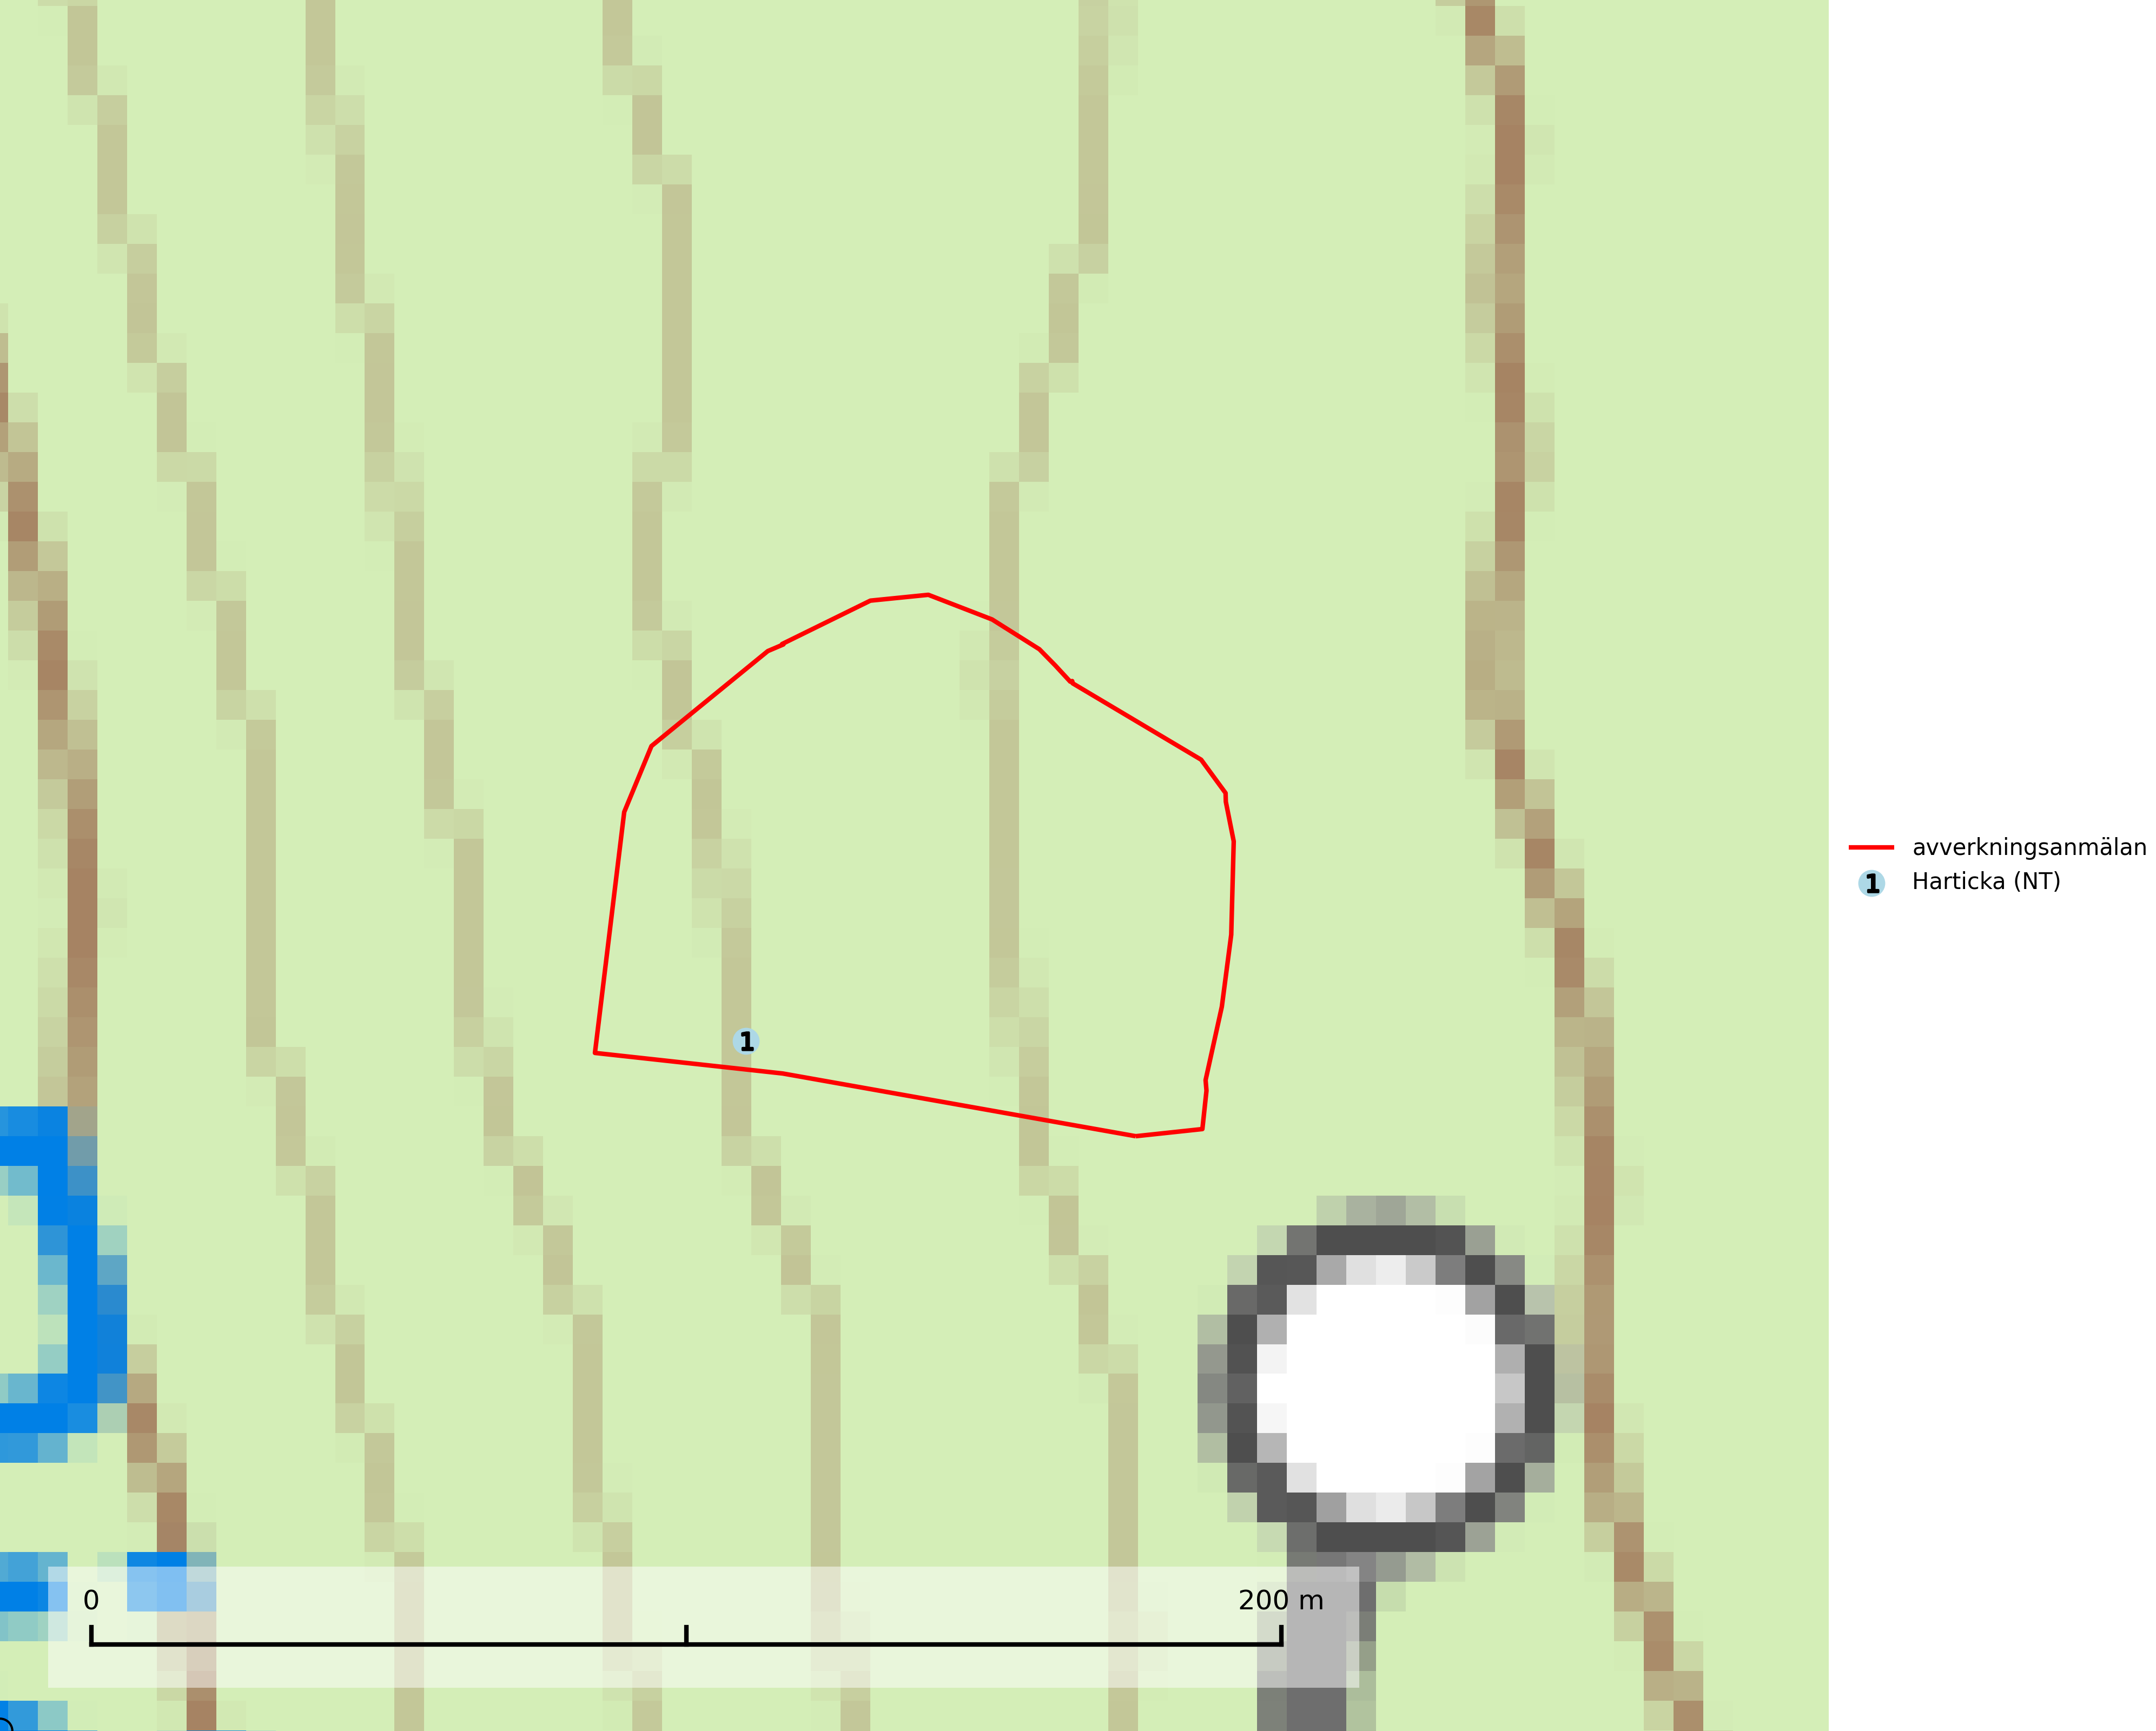 avverkningsanmälan
1 Harticka (NT)
1
0 200 m